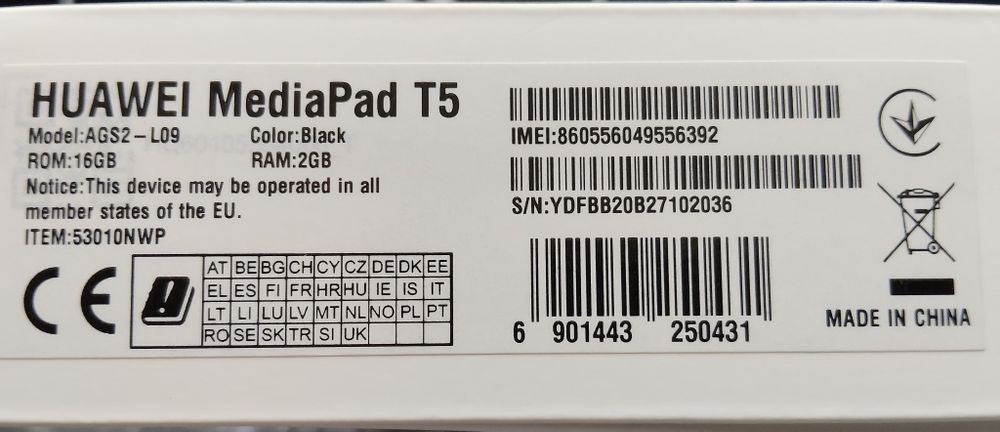 HUAWEI MediaPad T5
Model:AGS2-L09 Color:Black
ROM:16GB RAM:2GB
Notice:This device may be operated in all
member states of the EU.
ITEM:53010NWP
CE
AT BE BG CH CY CZ DE DK EE
EL ES FI FR HR HU IE IS IT
LT LI LU LV MT NL NO PL PT
RO SE SK TR SI UK
IMEI:860556049556392
S/N:YDFBB20B27102036
6 901443 250431
MADE IN CHINA